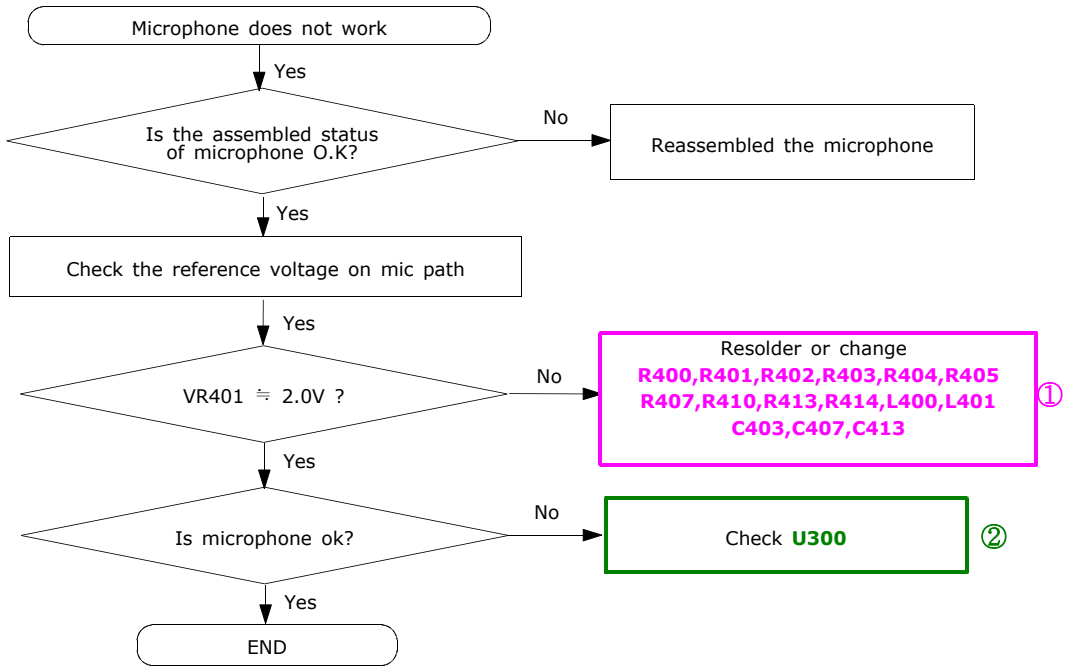 Microphone does not work
Yes
Is the assembled status
of microphone O.K?
No
Reassembled the microphone
Yes
Check the reference voltage on mic path
Yes
VR401 ≒ 2.0V ?
No
Resolder or change
R400,R401,R402,R403,R404,R405
R407,R410,R413,R414,L400,L401
C403,C407,C413
①
Yes
Is microphone ok?
No
Check U300
②
Yes
END